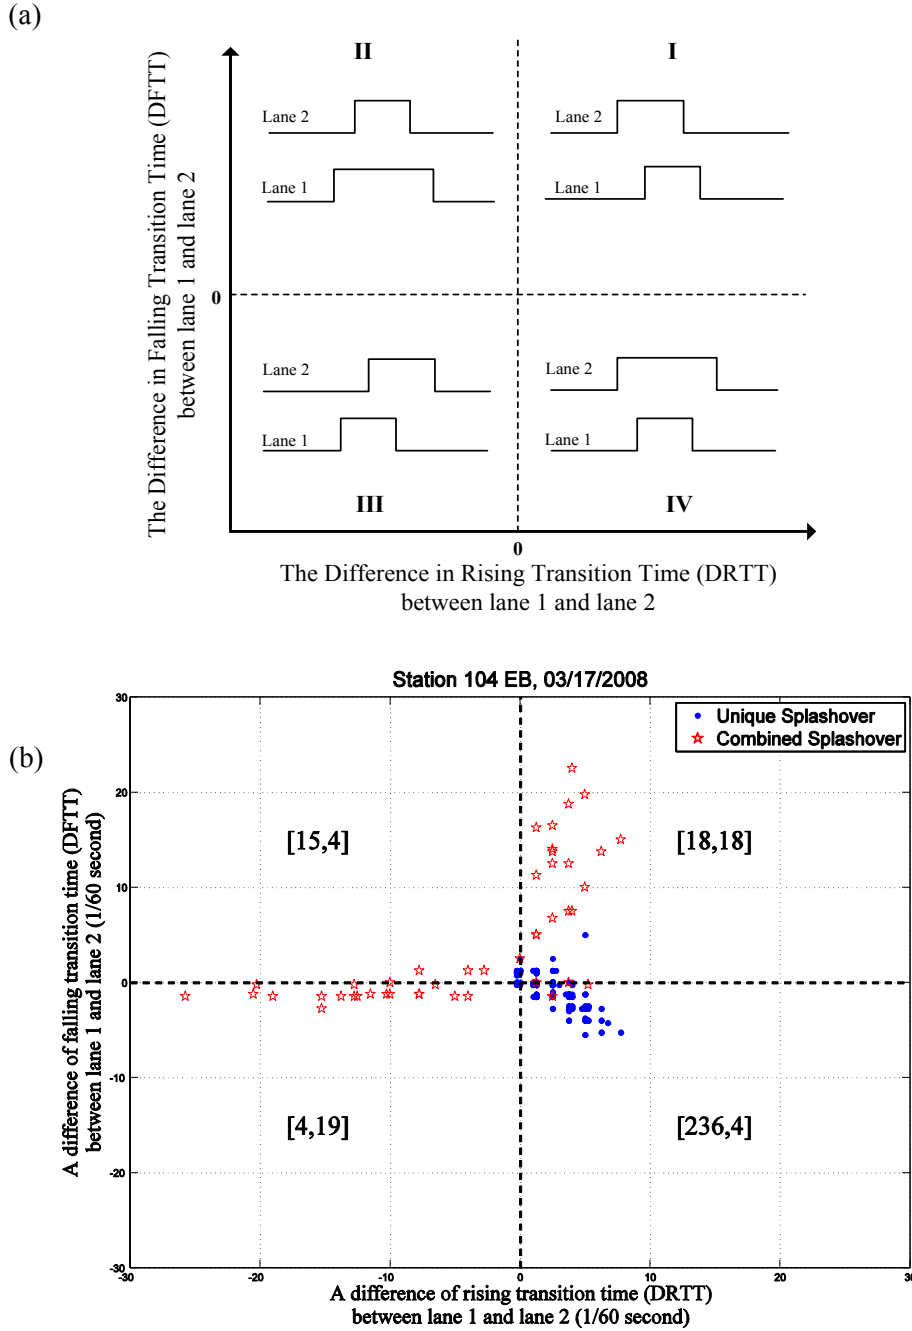 (a)
The Difference in Falling Transition Time (DFTT)
between lane 1 and lane 2
II
I
Lane 2
Lane 2
Lane 1
Lane 1
0
Lane 2
Lane 2
Lane 1
Lane 1
III
IV
0
The Difference in Rising Transition Time (DRTT)
between lane 1 and lane 2
Station 104 EB, 03/17/2008
(b)
A difference of falling transition time (DFTT)
between lane 1 and lane 2 (1/60 second)
30
20
10
0
-10
-20
-30
Unique Splashover
Combined Splashover
[15,4]
[18,18]
[4,19]
[236,4]
-30
-20
-10
0
10
20
30
A difference of rising transition time (DRTT)
between lane 1 and lane 2 (1/60 second)